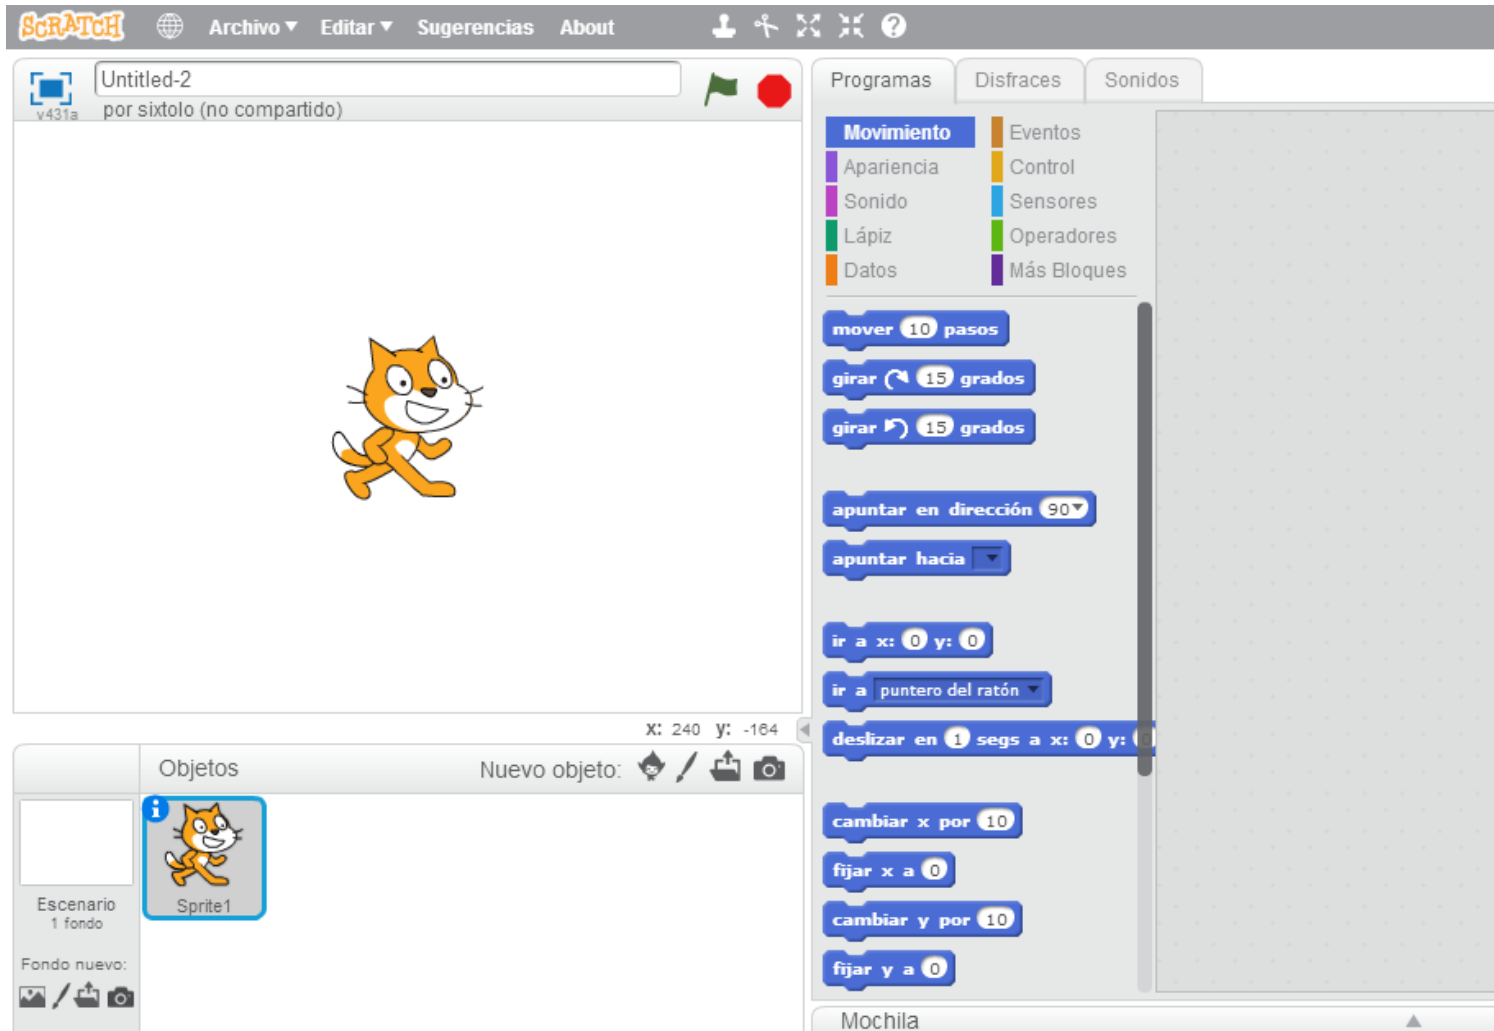 SCRATCH Archivo Editar Sugerencias About
Untitled-2
v431a
por sixtolo (no compartido)
Programas Disfraces Sonidos
Movimiento Eventos
Apariencia Control
Sonido Sensores
Lápiz Operadores
Datos Más Bloques
mover 10 pasos
girar 15 grados
girar 15 grados
apuntar en dirección 90
apuntar hacia
ir a x: 0 y: 0
ir a puntero del ratón
deslizar en 1 segs a x: 0 y: 0
cambiar x por 10
fijar x a 0
cambiar y por 10
fijar y a 0
x: 240 y: -164
Objetos Nuevo objeto:
Escenario
1 fondo
Sprite1
Fondo nuevo:
Mochila